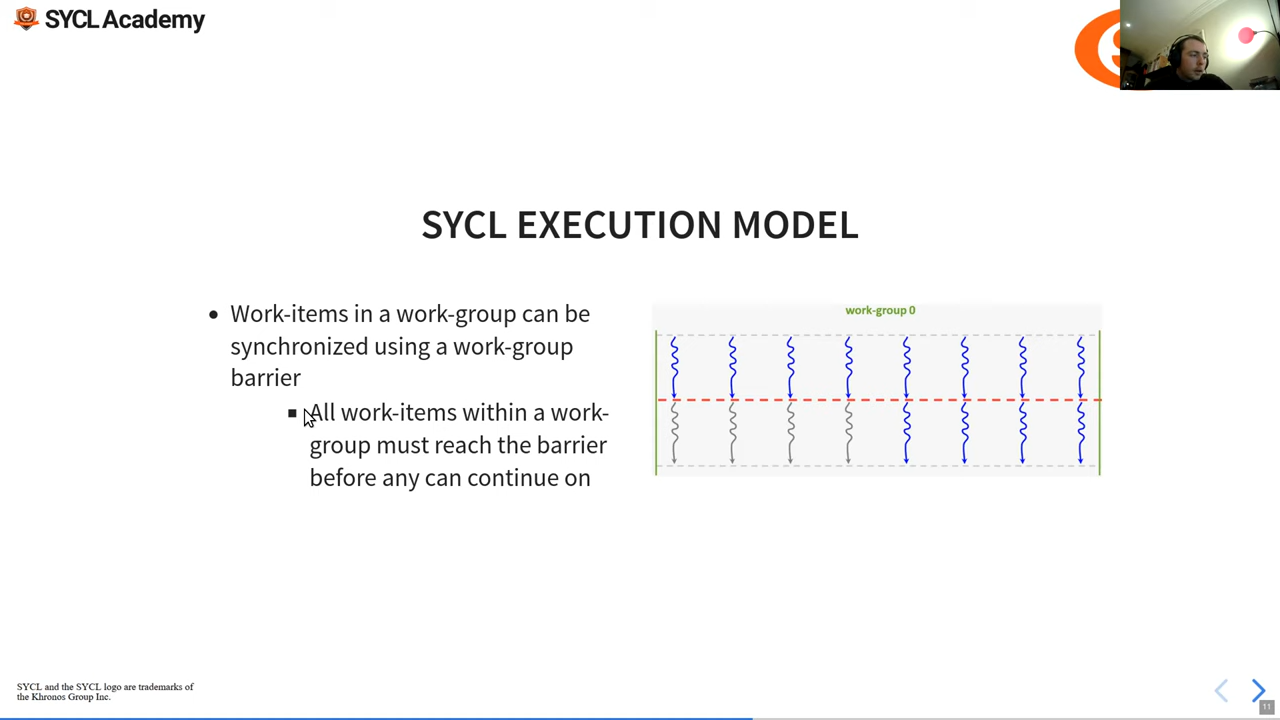 SYCL Academy
SYCL EXECUTION MODEL
Work-items in a work-group can be
synchronized using a work-group
barrier
All work-items within a work-
group must reach the barrier
before any can continue on
work-group 0
SYCL and the SYCL logo are trademarks of
the Khronos Group Inc.
11